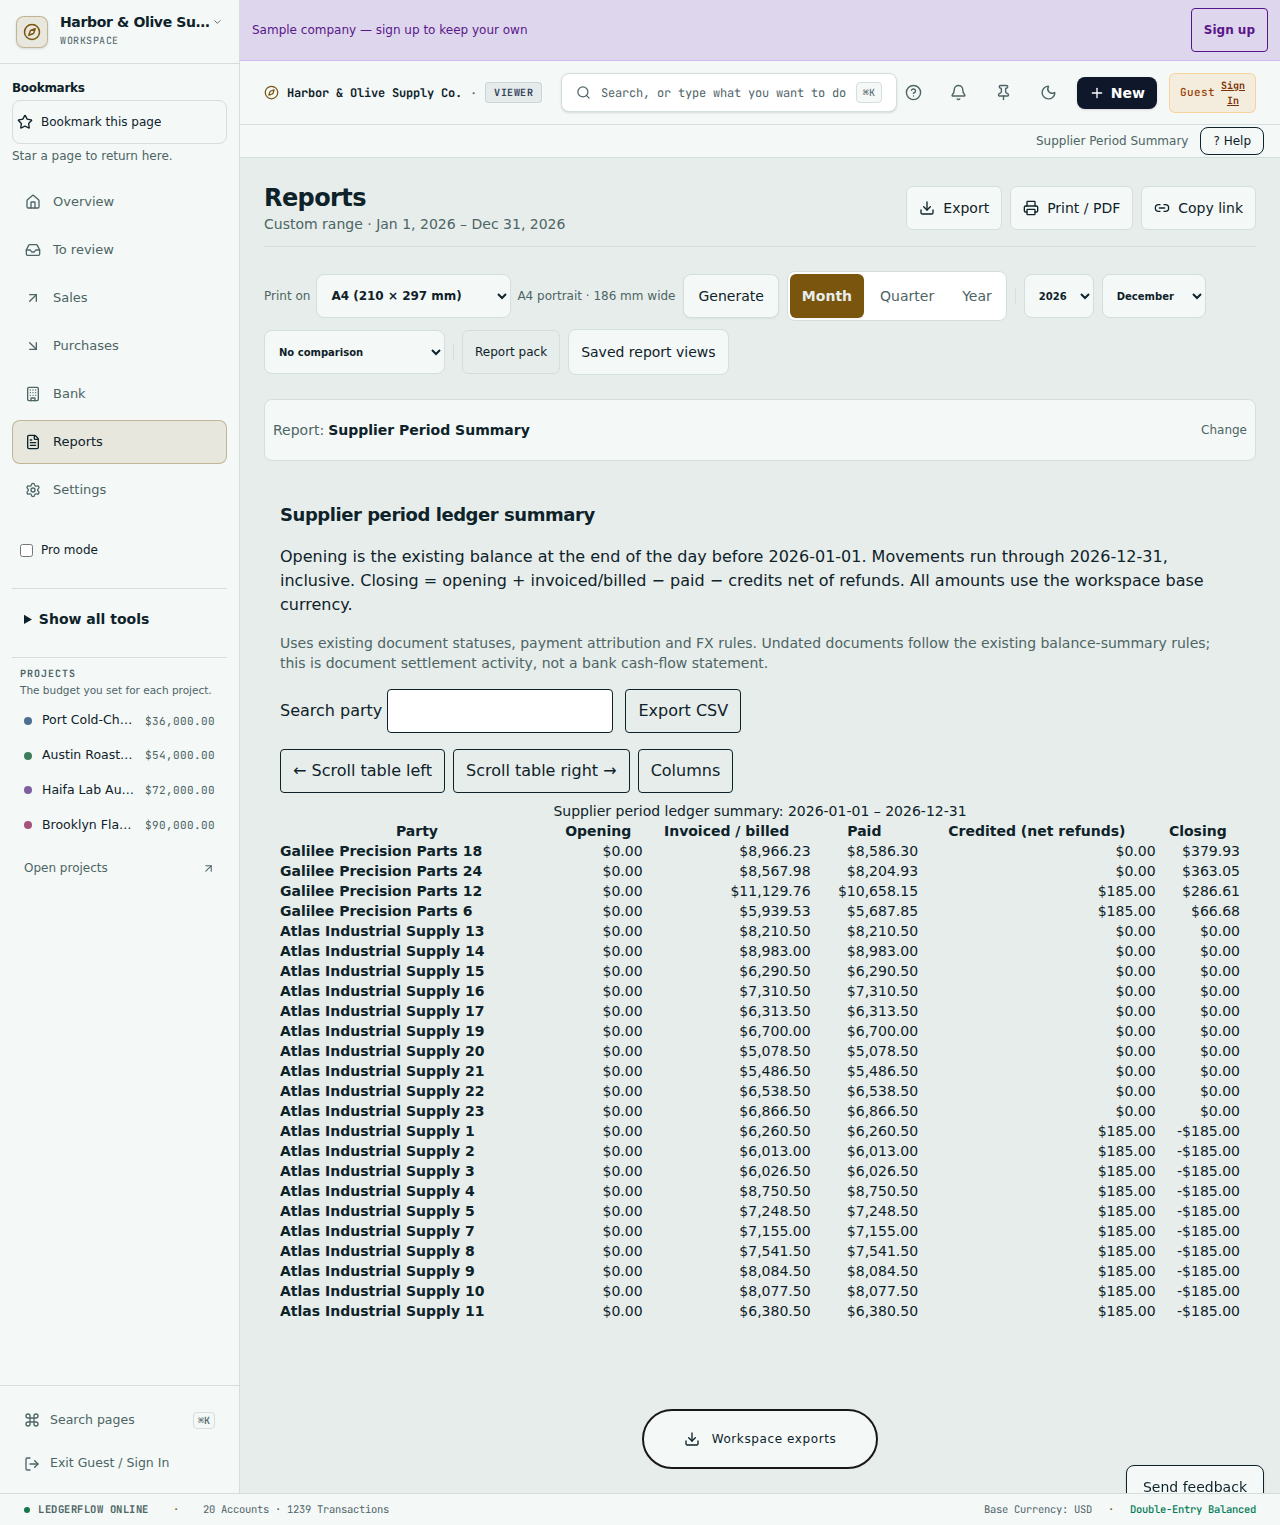 Harbor & Olive Su...
WORKSPACE
Bookmarks
Bookmark this page
Star a page to return here.
Overview
To review
Sales
Purchases
Bank
Reports
Settings
Pro mode
Show all tools
PROJECTS
The budget you set for each project.
Port Cold-Ch... $36,000.00
Austin Roast... $54,000.00
Haifa Lab Au... $72,000.00
Brooklyn Fla... $90,000.00
Open projects
Search pages ⌘K
Exit Guest / Sign In
Sample company — sign up to keep your own
Sign up
Harbor & Olive Supply Co. · VIEWER
Search, or type what you want to do ⌘K
+ New
Guest Sign In
Supplier Period Summary
? Help
Reports
Custom range · Jan 1, 2026 – Dec 31, 2026
Export
Print / PDF
Copy link
Print on A4 (210 × 297 mm) A4 portrait · 186 mm wide Generate Month Quarter Year 2026 December
No comparison Report pack Saved report views
Report: Supplier Period Summary Change
Supplier period ledger summary
Opening is the existing balance at the end of the day before 2026-01-01. Movements run through 2026-12-31,
inclusive. Closing = opening + invoiced/billed − paid − credits net of refunds. All amounts use the workspace base
currency.
Uses existing document statuses, payment attribution and FX rules. Undated documents follow the existing balance-summary rules;
this is document settlement activity, not a bank cash-flow statement.
Search party Export CSV
← Scroll table left Scroll table right → Columns
Supplier period ledger summary: 2026-01-01 – 2026-12-31
Party Opening Invoiced / billed Paid Credited (net refunds) Closing
Galilee Precision Parts 18 $0.00 $8,966.23 $8,586.30 $0.00 $379.93
Galilee Precision Parts 24 $0.00 $8,567.98 $8,204.93 $0.00 $363.05
Galilee Precision Parts 12 $0.00 $11,129.76 $10,658.15 $185.00 $286.61
Galilee Precision Parts 6 $0.00 $5,939.53 $5,687.85 $185.00 $66.68
Atlas Industrial Supply 13 $0.00 $8,210.50 $8,210.50 $0.00 $0.00
Atlas Industrial Supply 14 $0.00 $8,983.00 $8,983.00 $0.00 $0.00
Atlas Industrial Supply 15 $0.00 $6,290.50 $6,290.50 $0.00 $0.00
Atlas Industrial Supply 16 $0.00 $7,310.50 $7,310.50 $0.00 $0.00
Atlas Industrial Supply 17 $0.00 $6,313.50 $6,313.50 $0.00 $0.00
Atlas Industrial Supply 19 $0.00 $6,700.00 $6,700.00 $0.00 $0.00
Atlas Industrial Supply 20 $0.00 $5,078.50 $5,078.50 $0.00 $0.00
Atlas Industrial Supply 21 $0.00 $5,486.50 $5,486.50 $0.00 $0.00
Atlas Industrial Supply 22 $0.00 $6,538.50 $6,538.50 $0.00 $0.00
Atlas Industrial Supply 23 $0.00 $6,866.50 $6,866.50 $0.00 $0.00
Atlas Industrial Supply 1 $0.00 $6,260.50 $6,260.50 $185.00 -$185.00
Atlas Industrial Supply 2 $0.00 $6,013.00 $6,013.00 $185.00 -$185.00
Atlas Industrial Supply 3 $0.00 $6,026.50 $6,026.50 $185.00 -$185.00
Atlas Industrial Supply 4 $0.00 $8,750.50 $8,750.50 $185.00 -$185.00
Atlas Industrial Supply 5 $0.00 $7,248.50 $7,248.50 $185.00 -$185.00
Atlas Industrial Supply 7 $0.00 $7,155.00 $7,155.00 $185.00 -$185.00
Atlas Industrial Supply 8 $0.00 $7,541.50 $7,541.50 $185.00 -$185.00
Atlas Industrial Supply 9 $0.00 $8,084.50 $8,084.50 $185.00 -$185.00
Atlas Industrial Supply 10 $0.00 $8,077.50 $8,077.50 $185.00 -$185.00
Atlas Industrial Supply 11 $0.00 $6,380.50 $6,380.50 $185.00 -$185.00
Workspace exports
Send feedback
LEDGERFLOW ONLINE · 20 Accounts · 1239 Transactions
Base Currency: USD · Double-Entry Balanced